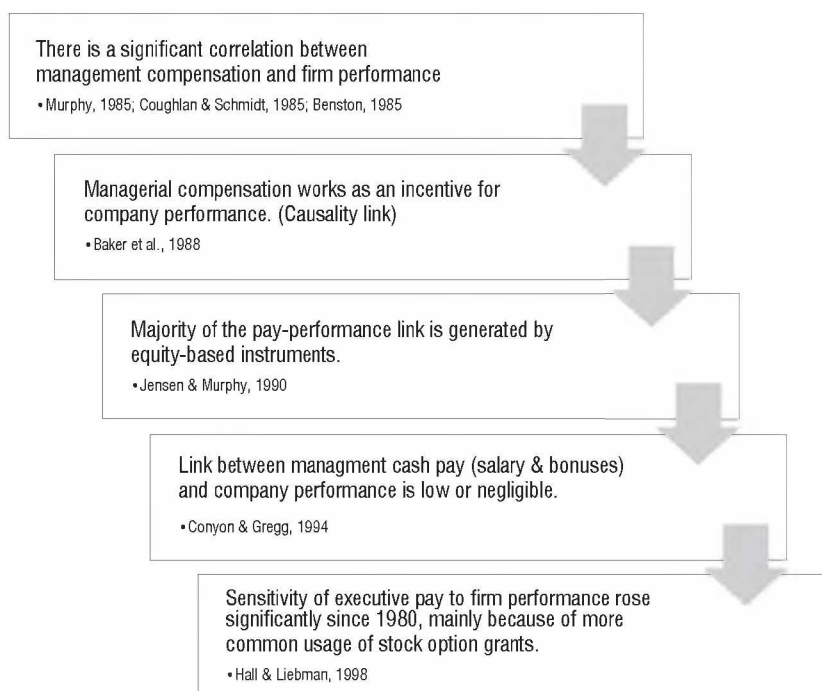 There is a significant correlation between
management compensation and firm performance
• Murphy, 1985; Coughlan & Schmidt, 1985; Benston, 1985
Managerial compensation works as an incentive for
company performance. (Causality link)
• Baker et al., 1988
Majority of the pay-performance link is generated by
equity-based instruments.
• Jensen & Murphy, 1990
Link between managment cash pay (salary & bonuses)
and company performance is low or negligible.
• Conyon & Gregg, 1994
Sensitivity of executive pay to firm performance rose
significantly since 1980, mainly because of more
common usage of stock option grants.
• Hall & Liebman, 1998